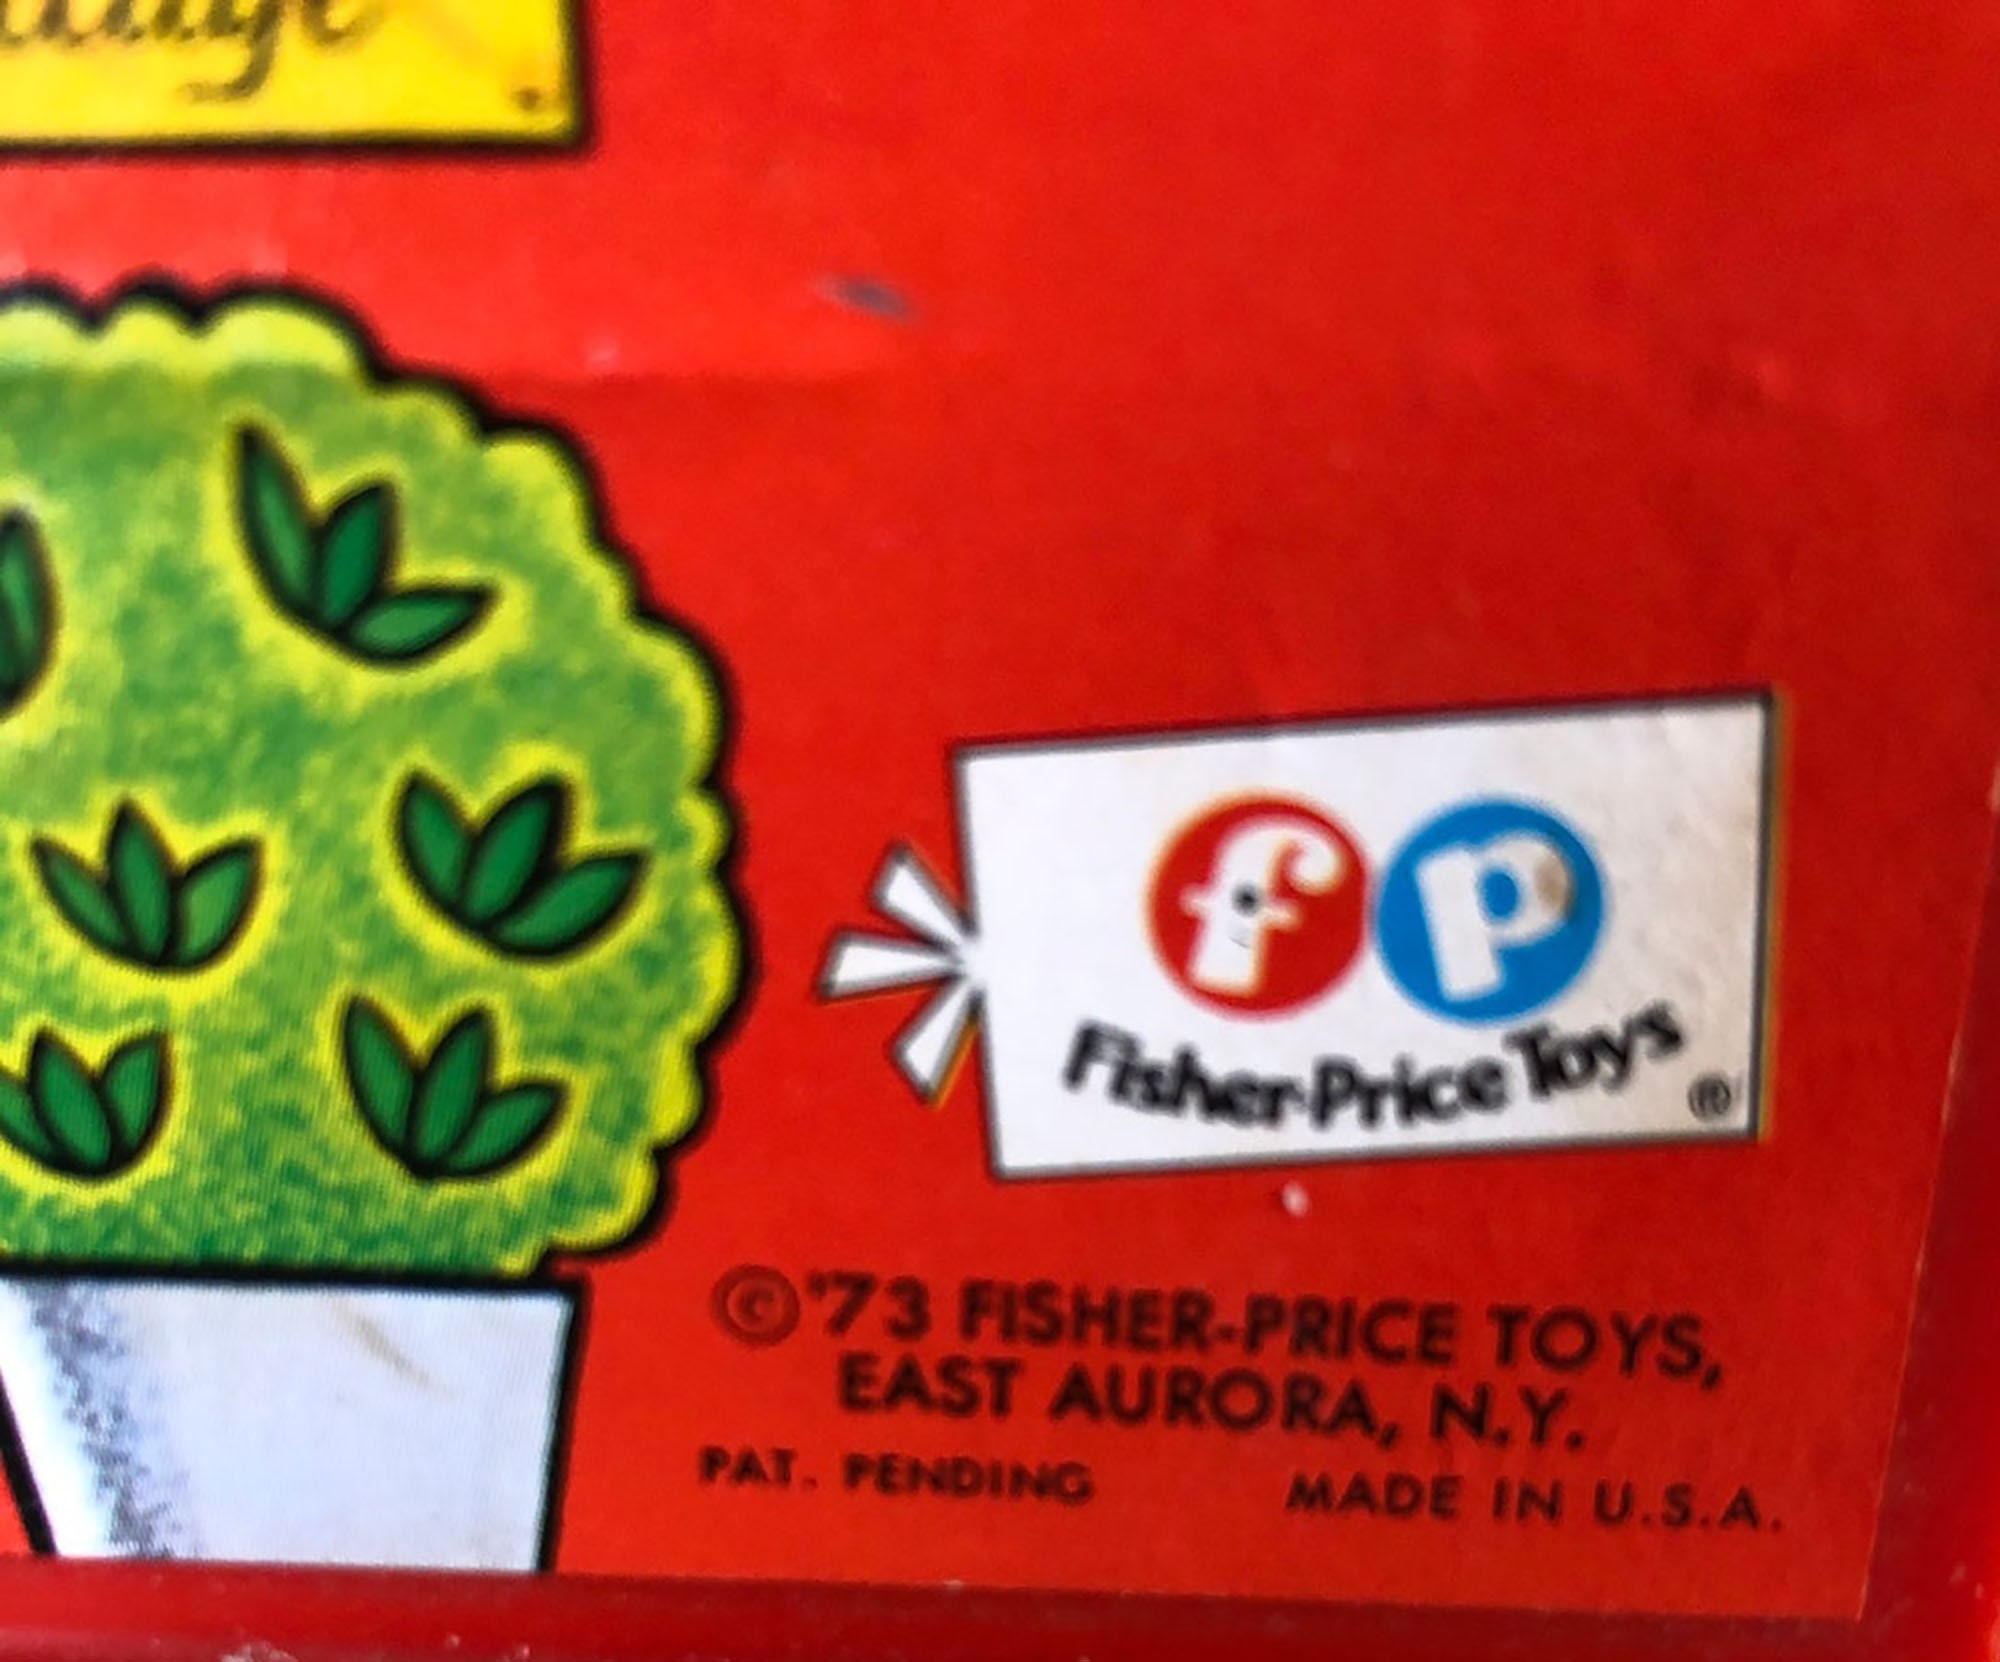 f p
Fisher-Price Toys
®
©'73 FISHER-PRICE TOYS,
EAST AURORA, N.Y.
PAT. PENDING MADE IN U.S.A.